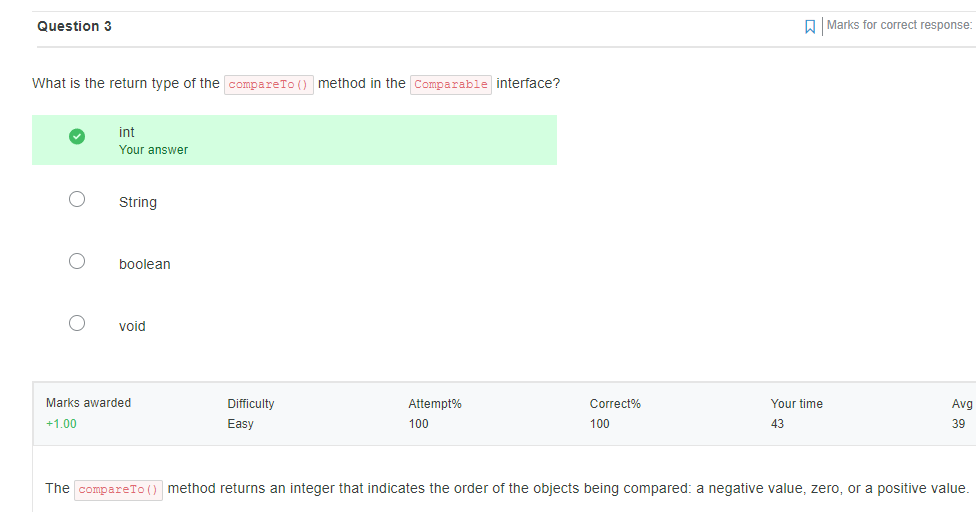 Question 3
Marks for correct response:
What is the return type of the compareTo() method in the Comparable interface?
int
Your answer
String
boolean
void
Marks awarded Difficulty Attempt% Correct% Your time Avg
+1.00 Easy 100 100 43 39
The compareTo() method returns an integer that indicates the order of the objects being compared: a negative value, zero, or a positive value.